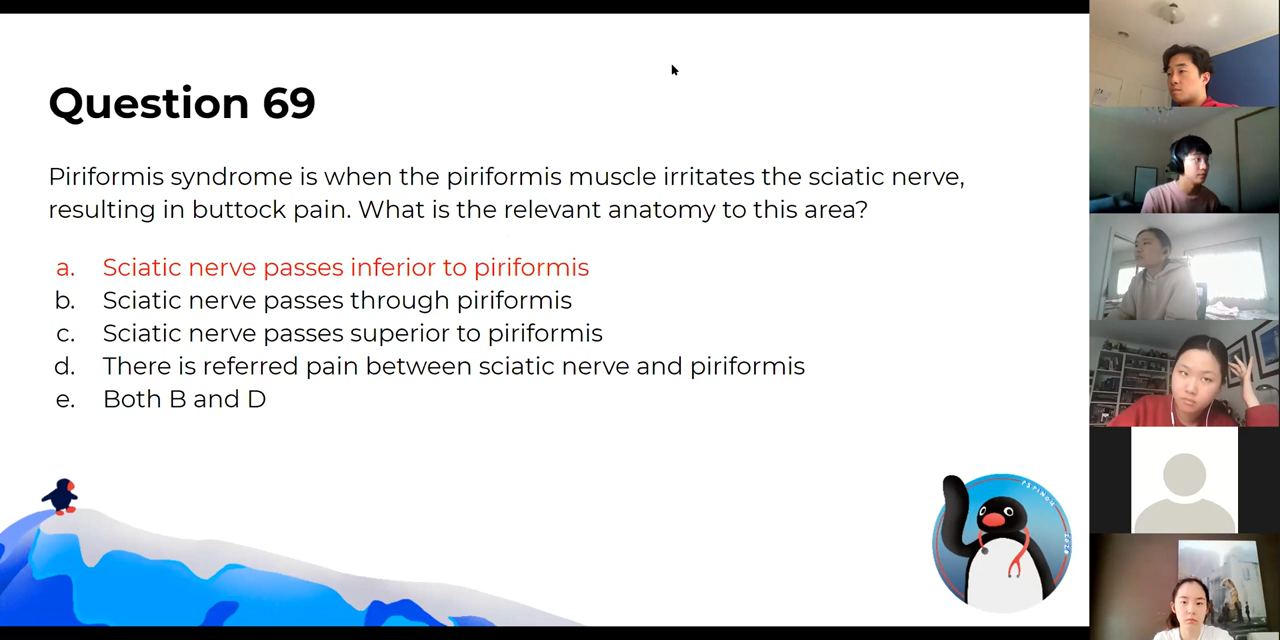 Question 69
Piriformis syndrome is when the piriformis muscle irritates the sciatic nerve,
resulting in buttock pain. What is the relevant anatomy to this area?
a. Sciatic nerve passes inferior to piriformis
b. Sciatic nerve passes through piriformis
c. Sciatic nerve passes superior to piriformis
d. There is referred pain between sciatic nerve and piriformis
e. Both B and D